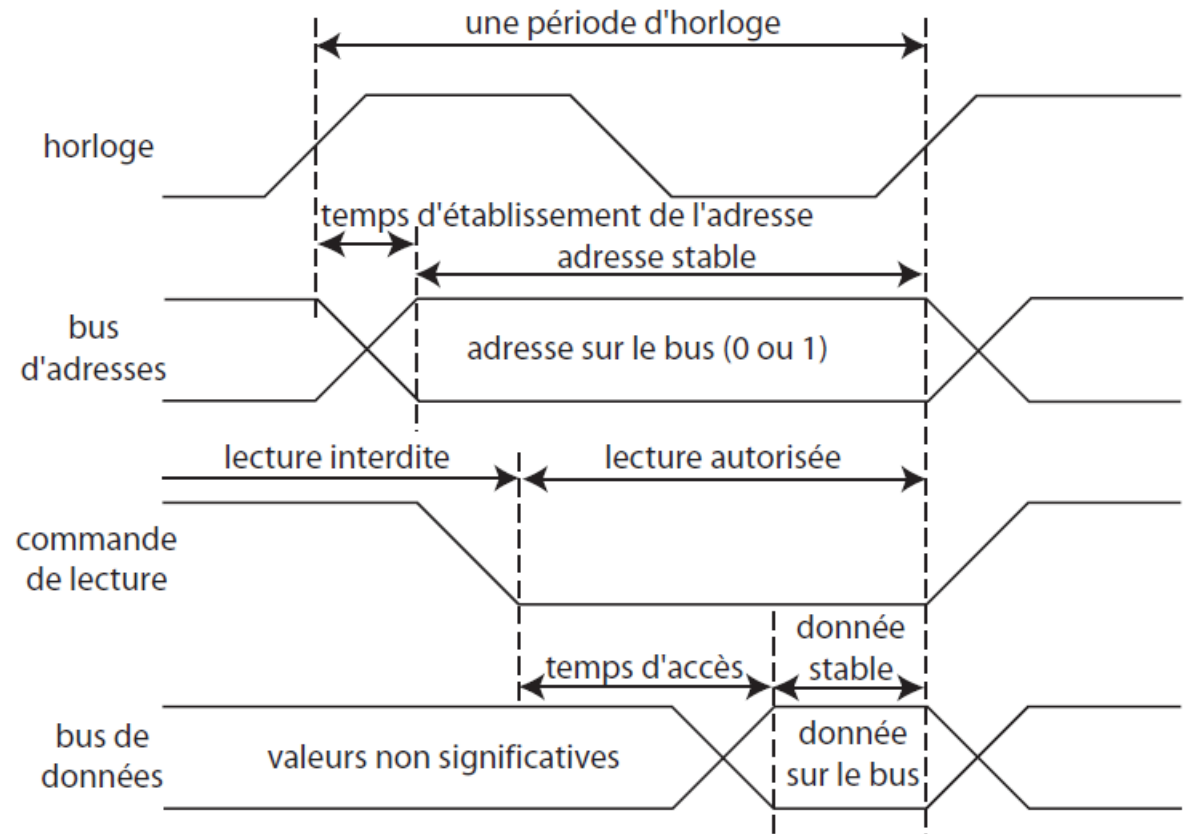 une période d'horloge
horloge
temps d'établissement de l'adresse
adresse stable
bus
d'adresses
adresse sur le bus (0 ou 1)
lecture interdite
lecture autorisée
commande
de lecture
donnée
stable
temps d'accès
bus de
données
valeurs non significatives
donnée
sur le bus